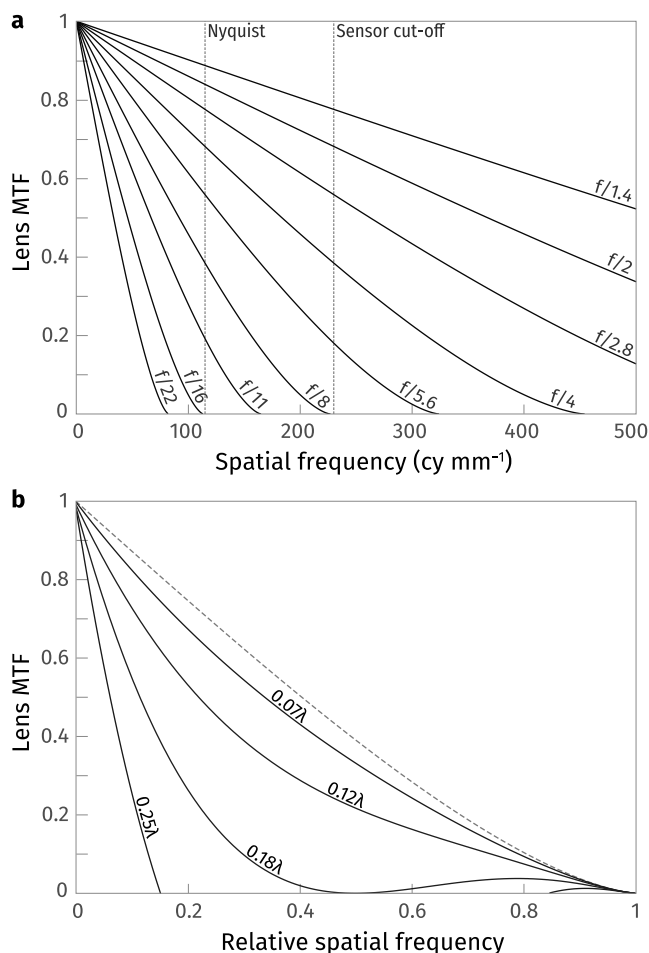 a
Nyquist
Sensor cut-off
1
0.8
0.6
0.4
0.2
0
Lens MTF
f/1.4
f/2
f/2.8
f/22
f/16
f/11
f/8
f/5.6
f/4
0 100 200 300 400 500
Spatial frequency (cy mm⁻¹)
b
1
0.8
0.6
0.4
0.2
0
Lens MTF
0.07λ
0.12λ
0.18λ
0.25λ
0 0.2 0.4 0.6 0.8 1
Relative spatial frequency